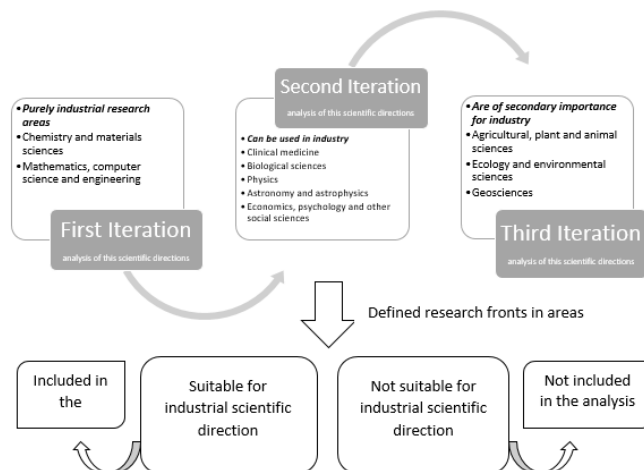 • Purely industrial research
areas
• Chemistry and materials
sciences
• Mathematics, computer
science and engineering
First Iteration
analysis of this scientific directions
Second Iteration
analysis of this scientific directions
• Can be used in industry
• Clinical medicine
• Biological sciences
• Physics
• Astronomy and astrophysics
• Economics, psychology and other
social sciences
• Are of secondary importance
for industry
• Agricultural, plant and animal
sciences
• Ecology and environmental
sciences
• Geosciences
Third Iteration
analysis of this scientific directions
Defined research fronts in areas
Included in
the
Suitable for
industrial scientific
direction
Not suitable for
industrial scientific
direction
Not included
in the analysis